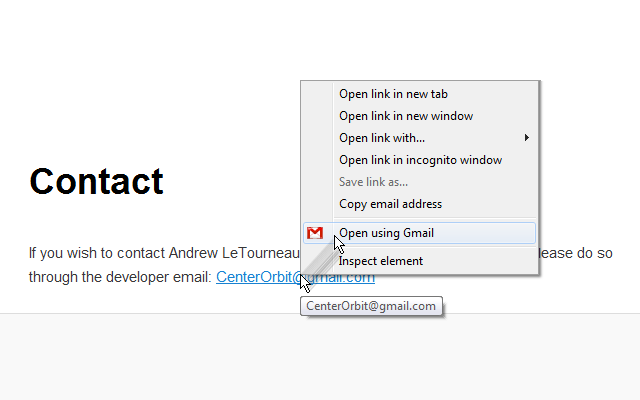 Contact
If you wish to contact Andrew LeTourneau lease do so
through the developer email: CenterOrbit@gmail.com
Open link in new tab
Open link in new window
Open link with...
Open link in incognito window
Save link as...
Copy email address
Open using Gmail
Inspect element
CenterOrbit@gmail.com